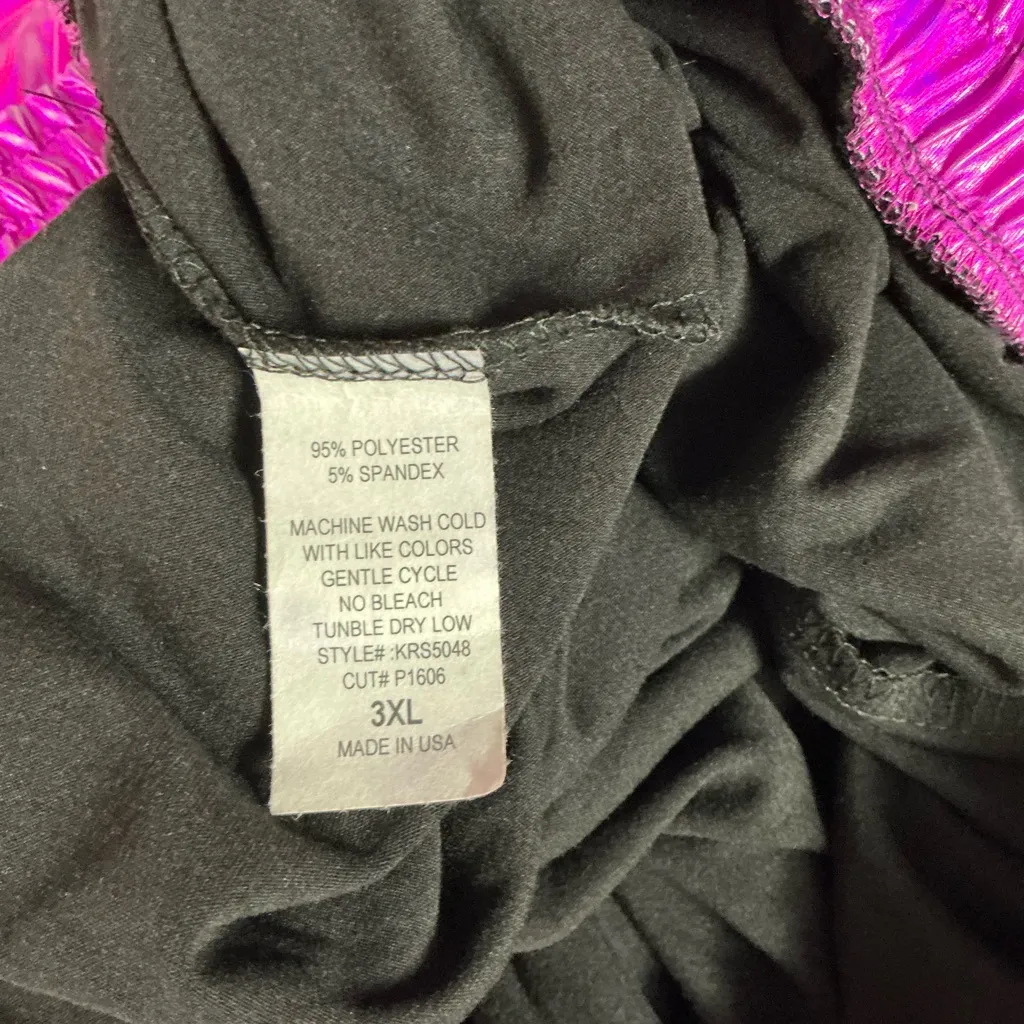 95% POLYESTER
5% SPANDEX
MACHINE WASH COLD
WITH LIKE COLORS
GENTLE CYCLE
NO BLEACH
TUNBLE DRY LOW
STYLE# :KRS5048
CUT# P1606
3XL
MADE IN USA